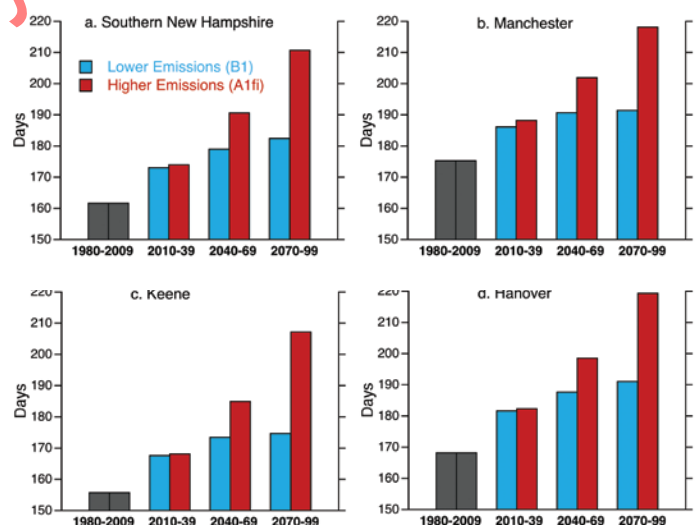 a. Southern New Hampshire
Lower Emissions (B1)
Higher Emissions (A1fi)
Days
220
210
200
190
180
170
160
150
1980-2009 2010-39 2040-69 2070-99
b. Manchester
Days
220
210
200
190
180
170
160
150
1980-2009 2010-39 2040-69 2070-99
c. Keene
Days
220
210
200
190
180
170
160
150
1980-2009 2010-39 2040-69 2070-99
d. Hanover
Days
220
210
200
190
180
170
160
150
1980-2009 2010-39 2040-69 2070-99